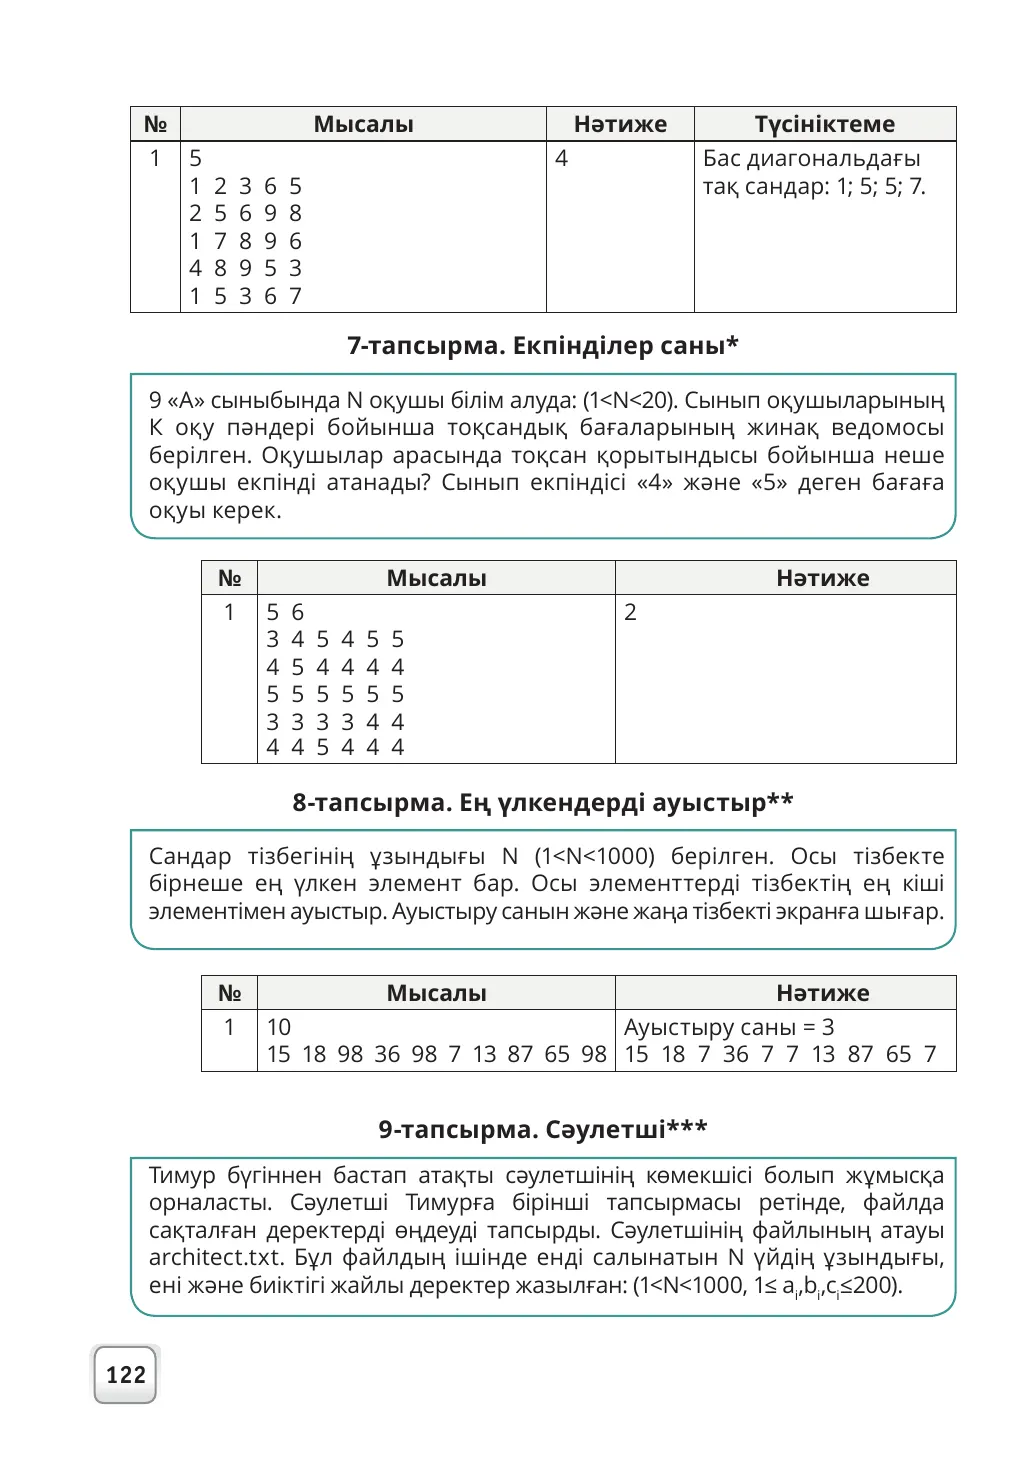 № Мысалы Нәтиже Түсініктеме
1 5 4 Бас диагональдағы
1 2 3 6 5 тақ сандар: 1; 5; 5; 7.
2 5 6 9 8
1 7 8 9 6
4 8 9 5 3
1 5 3 6 7
7-тапсырма. Екпінділер саны*
9 «А» сыныбында N оқушы білім алуда: (1<N<20). Сынып оқушыларының
К оқу пәндері бойынша тоқсандық бағаларының жинақ ведомосы
берілген. Оқушылар арасында тоқсан қорытындысы бойынша неше
оқушы екпінді атанады? Сынып екпіндісі «4» және «5» деген бағаға
оқуы керек.
№ Мысалы Нәтиже
1 5 6 2
3 4 5 4 5 5
4 5 4 4 4 4
5 5 5 5 5 5
3 3 3 3 4 4
4 4 5 4 4 4
8-тапсырма. Ең үлкендерді ауыстыр**
Сандар тізбегінің ұзындығы N (1<N<1000) берілген. Осы тізбекте
бірнеше ең үлкен элемент бар. Осы элементтерді тізбектің ең кіші
элементімен ауыстыр. Ауыстыру санын және жаңа тізбекті экранға шығар.
№ Мысалы Нәтиже
1 10 Ауыстыру саны = 3
15 18 98 36 98 7 13 87 65 98 15 18 7 36 7 7 13 87 65 7
9-тапсырма. Сәулетші***
Тимур бүгіннен бастап атақты сәулетшінің көмекшісі болып жұмысқа
орналасты. Сәулетші Тимурға бірінші тапсырмасы ретінде, файлда
сақталған деректерді өңдеуді тапсырды. Сәулетшінің файлының атауы
architect.txt. Бұл файлдың ішінде енді салынатын N үйдің ұзындығы,
ені және биіктігі жайлы деректер жазылған: (1<N<1000, 1≤ aᵢ,bᵢ,cᵢ≤200).
122